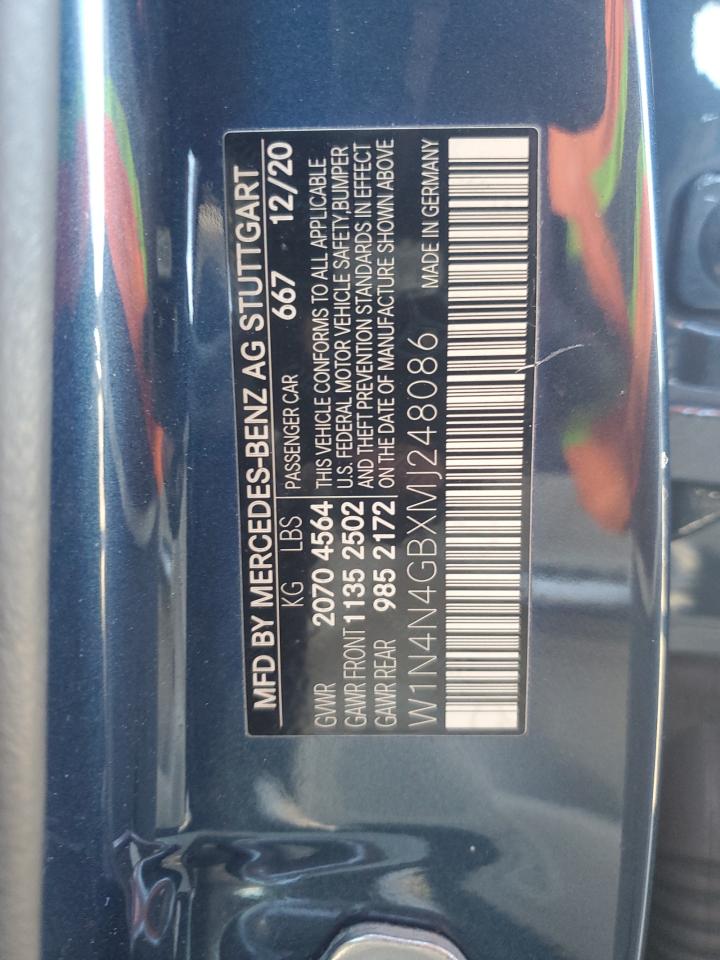 MFD BY MERCEDES-BENZ AG STUTTGART
KG LBS PASSENGER CAR 667 12/20
GVWR 2070 4564 THIS VEHICLE CONFORMS TO ALL APPLICABLE
U.S. FEDERAL MOTOR VEHICLE SAFETY,BUMPER
GAWR FRONT 1135 2502 AND THEFT PREVENTION STANDARDS IN EFFECT
GAWR REAR 985 2172 ON THE DATE OF MANUFACTURE SHOWN ABOVE
W1N4N4GBXMJ248086 MADE IN GERMANY